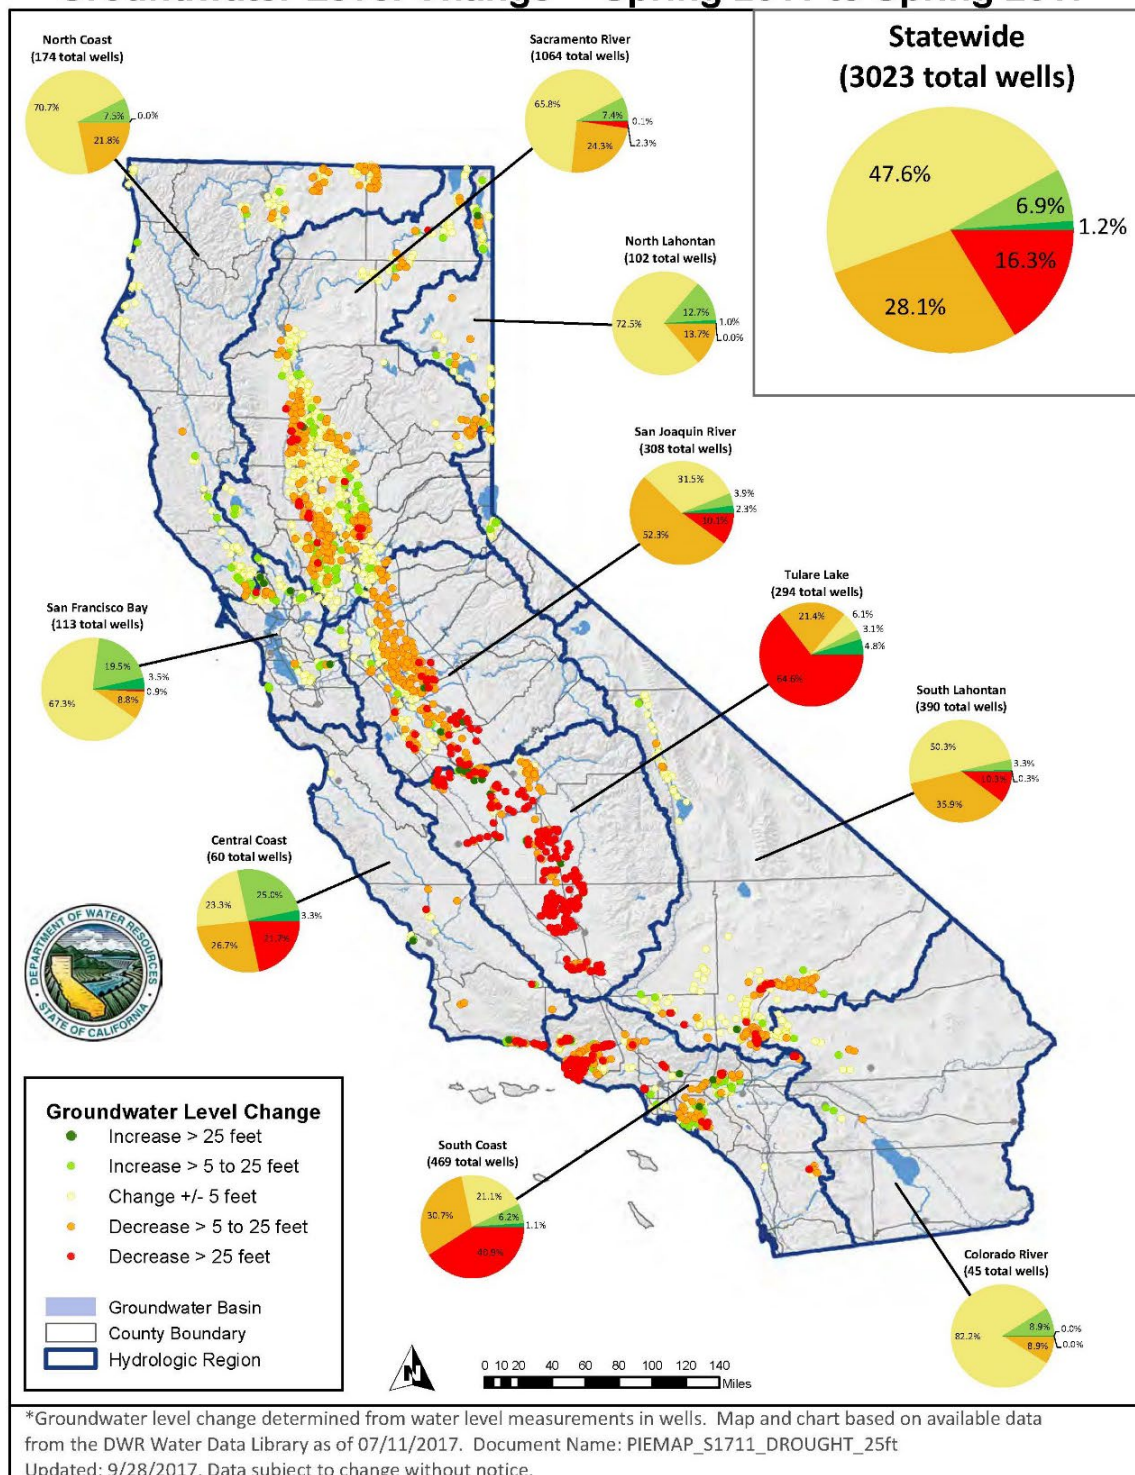 Groundwater Level Change - Spring 2011 to Spring 2017
Statewide
(3023 total wells)
47.6%
6.9%
1.2%
16.3%
28.1%
North Coast
(174 total wells)
70.7%
7.5%
0.0%
21.8%
Sacramento River
(1064 total wells)
65.8%
7.4%
0.1%
2.3%
24.3%
North Lahontan
(102 total wells)
72.5%
12.7%
1.0%
0.0%
13.7%
San Joaquin River
(308 total wells)
31.5%
3.9%
2.3%
10.1%
52.3%
Tulare Lake
(294 total wells)
21.4%
6.1%
3.1%
4.8%
64.6%
San Francisco Bay
(113 total wells)
19.5%
3.5%
0.9%
8.8%
67.3%
South Lahontan
(390 total wells)
50.3%
3.3%
0.3%
10.3%
35.9%
Central Coast
(60 total wells)
23.3%
25.0%
3.3%
21.7%
26.7%
DEPARTMENT OF WATER RESOURCES
STATE OF CALIFORNIA
South Coast
(469 total wells)
21.1%
30.7%
6.2%
1.1%
40.9%
Colorado River
(45 total wells)
82.2%
8.9%
0.0%
0.0%
8.9%
Groundwater Level Change
Increase > 25 feet
Increase > 5 to 25 feet
Change +/- 5 feet
Decrease > 5 to 25 feet
Decrease > 25 feet
Groundwater Basin
County Boundary
Hydrologic Region
N
0 10 20 40 60 80 100 120 140
Miles
*Groundwater level change determined from water level measurements in wells. Map and chart based on available data
from the DWR Water Data Library as of 07/11/2017. Document Name: PIEMAP_S1711_DROUGHT_25ft
Updated: 9/28/2017. Data subject to change without notice.